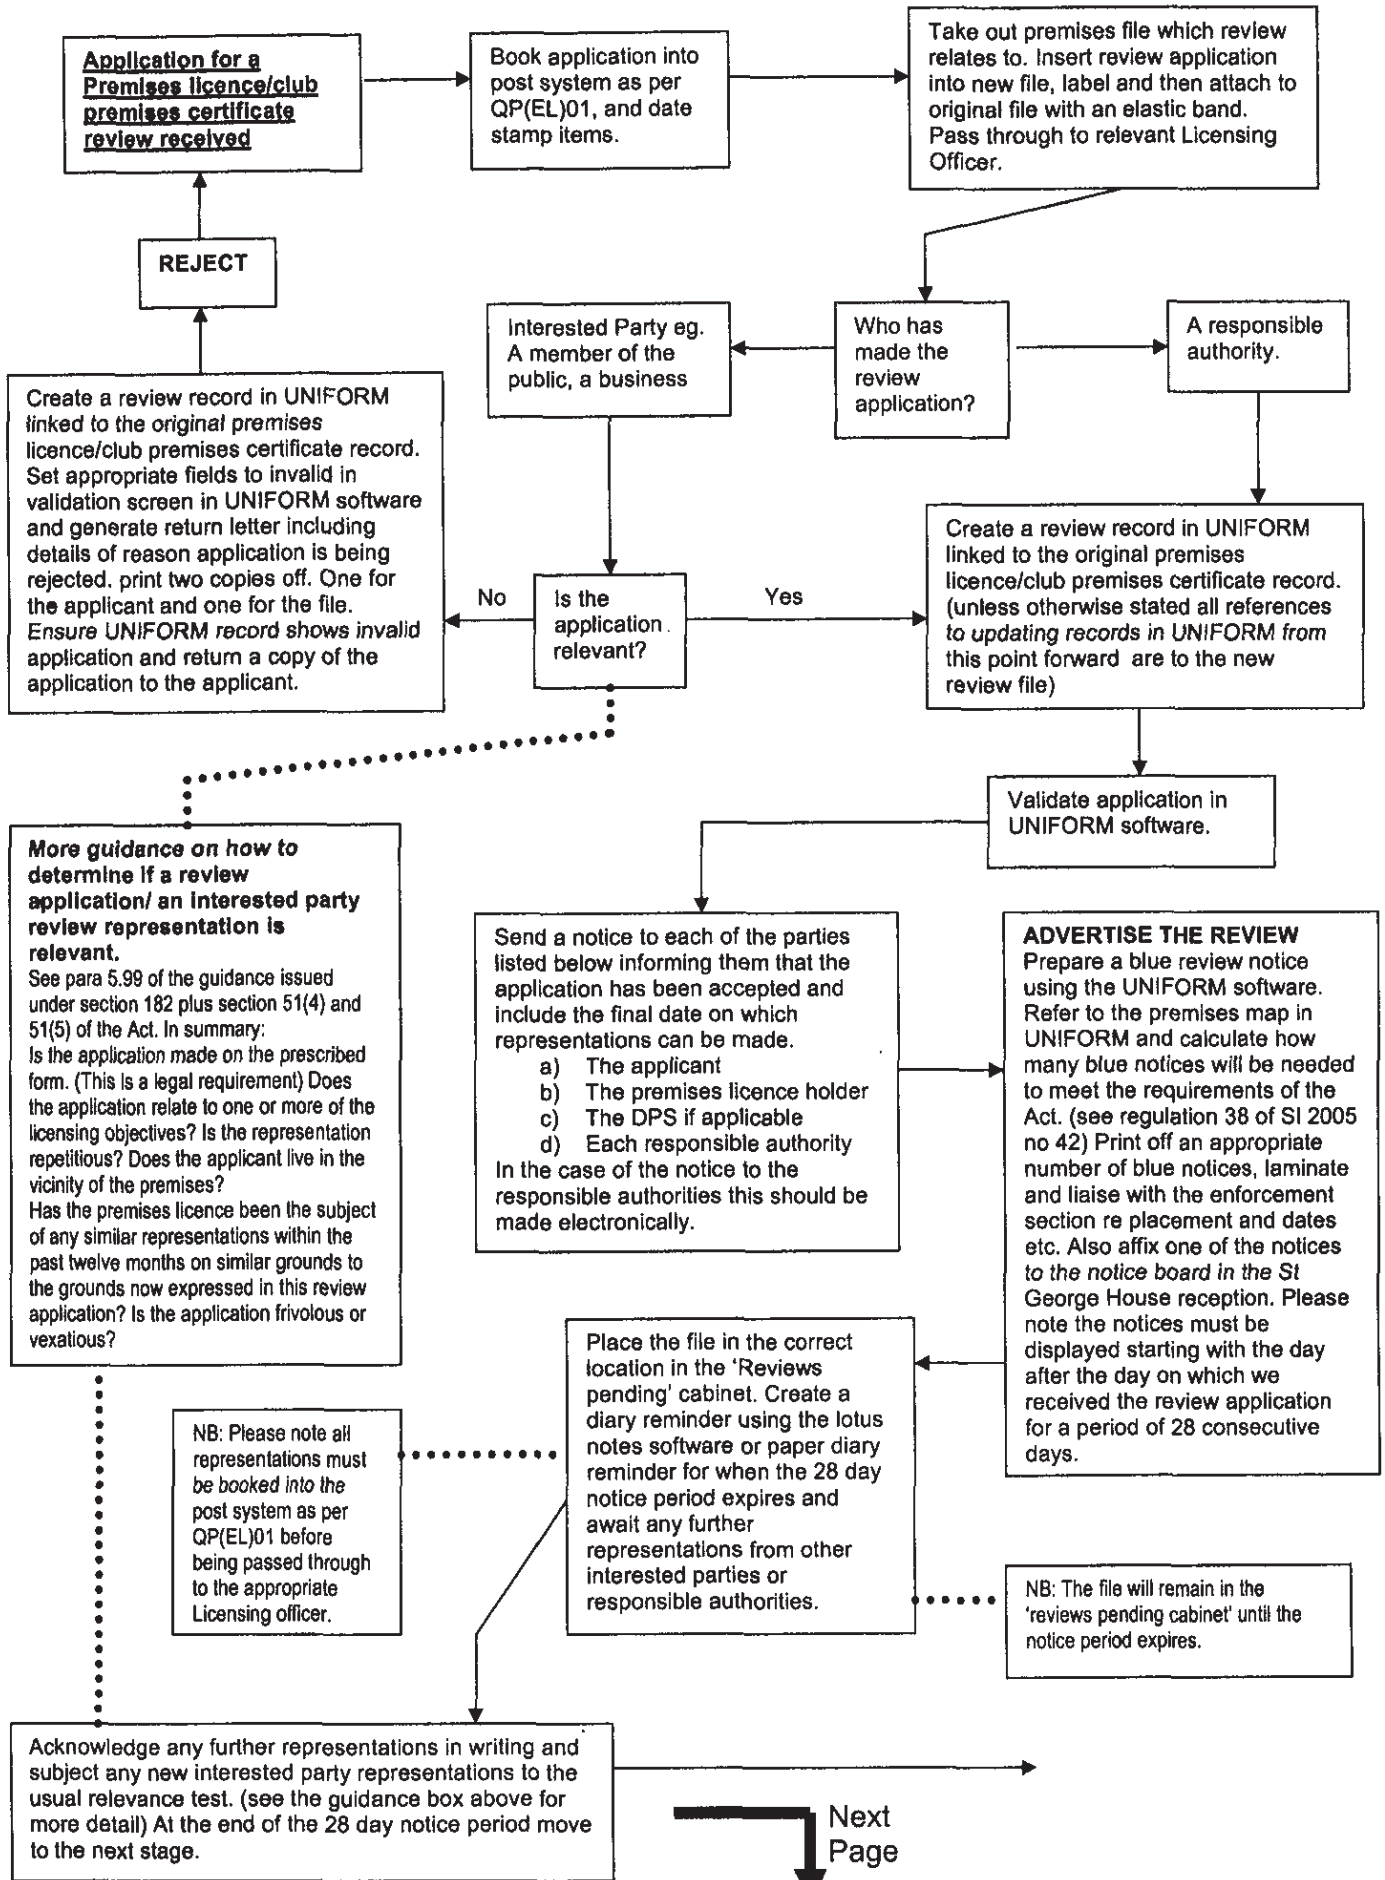 Application for a
Premises licence/club
premises certificate
review received
Book application into
post system as per
QP(EL)01, and date
stamp items.
Take out premises file which review
relates to. Insert review application
into new file, label and then attach to
original file with an elastic band.
Pass through to relevant Licensing
Officer.
REJECT
Interested Party eg.
A member of the
public, a business
Who has
made the
review
application?
A responsible
authority.
Create a review record in UNIFORM
linked to the original premises
licence/club premises certificate record.
Set appropriate fields to invalid in
validation screen in UNIFORM software
and generate return letter including
details of reason application is being
rejected. print two copies off. One for
the applicant and one for the file.
Ensure UNIFORM record shows invalid
application and return a copy of the
application to the applicant.
No
Is the
application
relevant?
Yes
Create a review record in UNIFORM
linked to the original premises
licence/club premises certificate record.
(unless otherwise stated all references
to updating records in UNIFORM from
this point forward are to the new
review file)
Validate application in
UNIFORM software.
More guidance on how to
determine if a review
application/ an interested party
review representation is
relevant.
See para 5.99 of the guidance issued
under section 182 plus section 51(4) and
51(5) of the Act. In summary:
Is the application made on the prescribed
form. (This is a legal requirement) Does
the application relate to one or more of the
licensing objectives? Is the representation
repetitious? Does the applicant live in the
vicinity of the premises?
Has the premises licence been the subject
of any similar representations within the
past twelve months on similar grounds to
the grounds now expressed in this review
application? Is the application frivolous or
vexatious?
Send a notice to each of the parties
listed below informing them that the
application has been accepted and
include the final date on which
representations can be made.
a) The applicant
b) The premises licence holder
c) The DPS if applicable
d) Each responsible authority
In the case of the notice to the
responsible authorities this should be
made electronically.
ADVERTISE THE REVIEW
Prepare a blue review notice
using the UNIFORM software.
Refer to the premises map in
UNIFORM and calculate how
many blue notices will be needed
to meet the requirements of the
Act. (see regulation 38 of SI 2005
no 42) Print off an appropriate
number of blue notices, laminate
and liaise with the enforcement
section re placement and dates
etc. Also affix one of the notices
to the notice board in the St
George House reception. Please
note the notices must be
displayed starting with the day
after the day on which we
received the review application
for a period of 28 consecutive
days.
Place the file in the correct
location in the ‘Reviews
pending’ cabinet. Create a
diary reminder using the lotus
notes software or paper diary
reminder for when the 28 day
notice period expires and
await any further
representations from other
interested parties or
responsible authorities.
NB: Please note all
representations must
be booked into the
post system as per
QP(EL)01 before
being passed through
to the appropriate
Licensing officer.
NB: The file will remain in the
‘reviews pending cabinet’ until the
notice period expires.
Acknowledge any further representations in writing and
subject any new interested party representations to the
usual relevance test. (see the guidance box above for
more detail) At the end of the 28 day notice period move
to the next stage.
Next
Page